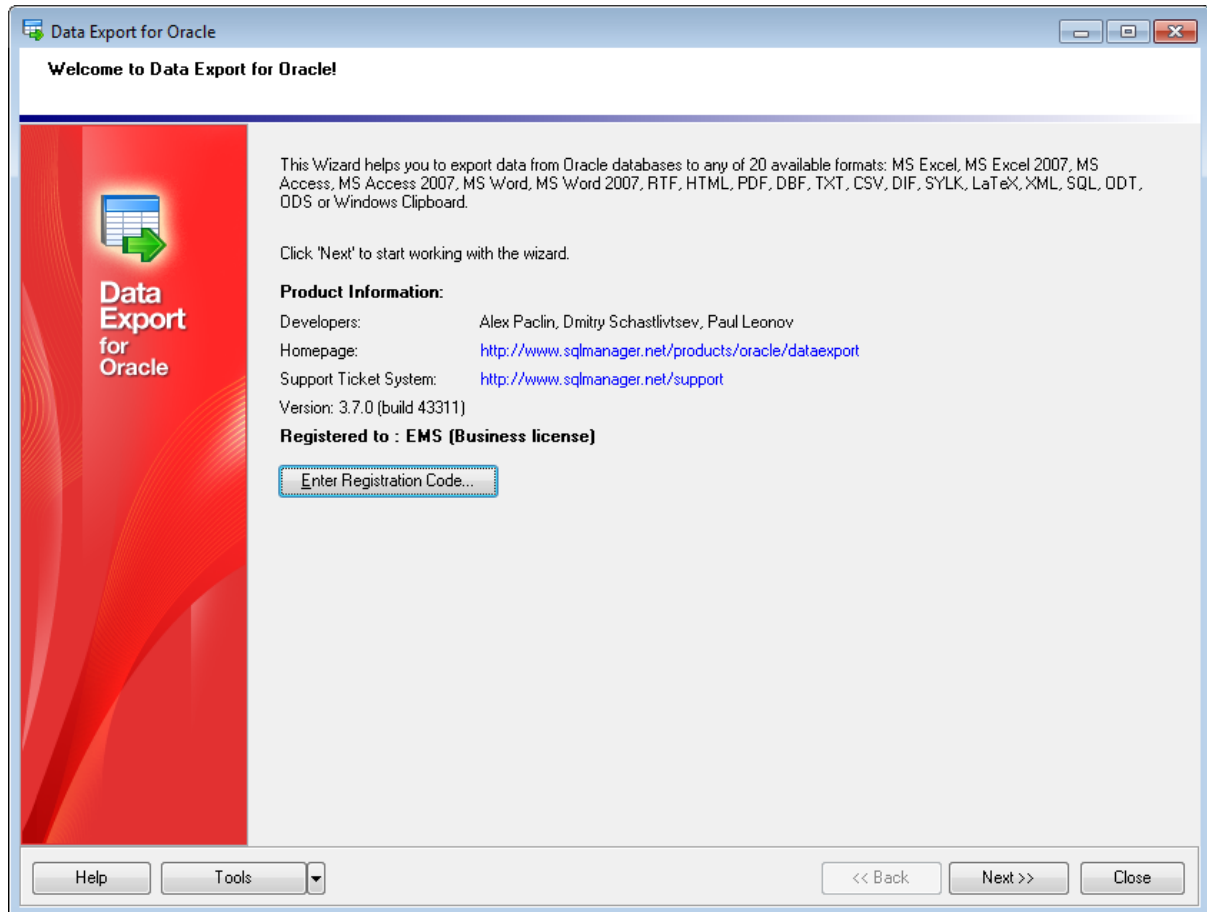 Data Export for Oracle
Welcome to Data Export for Oracle!
Data
Export
for
Oracle
This Wizard helps you to export data from Oracle databases to any of 20 available formats: MS Excel, MS Excel 2007, MS
Access, MS Access 2007, MS Word, MS Word 2007, RTF, HTML, PDF, DBF, TXT, CSV, DIF, SYLK, LaTeX, XML, SQL, ODT,
ODS or Windows Clipboard.
Click 'Next' to start working with the wizard.
Product Information:
Developers: Alex Paclin, Dmitry Schastlivtsev, Paul Leonov
Homepage: http://www.sqlmanager.net/products/oracle/dataexport
Support Ticket System: http://www.sqlmanager.net/support
Version: 3.7.0 (build 43311)
Registered to : EMS (Business license)
Enter Registration Code...
Help Tools << Back Next >> Close